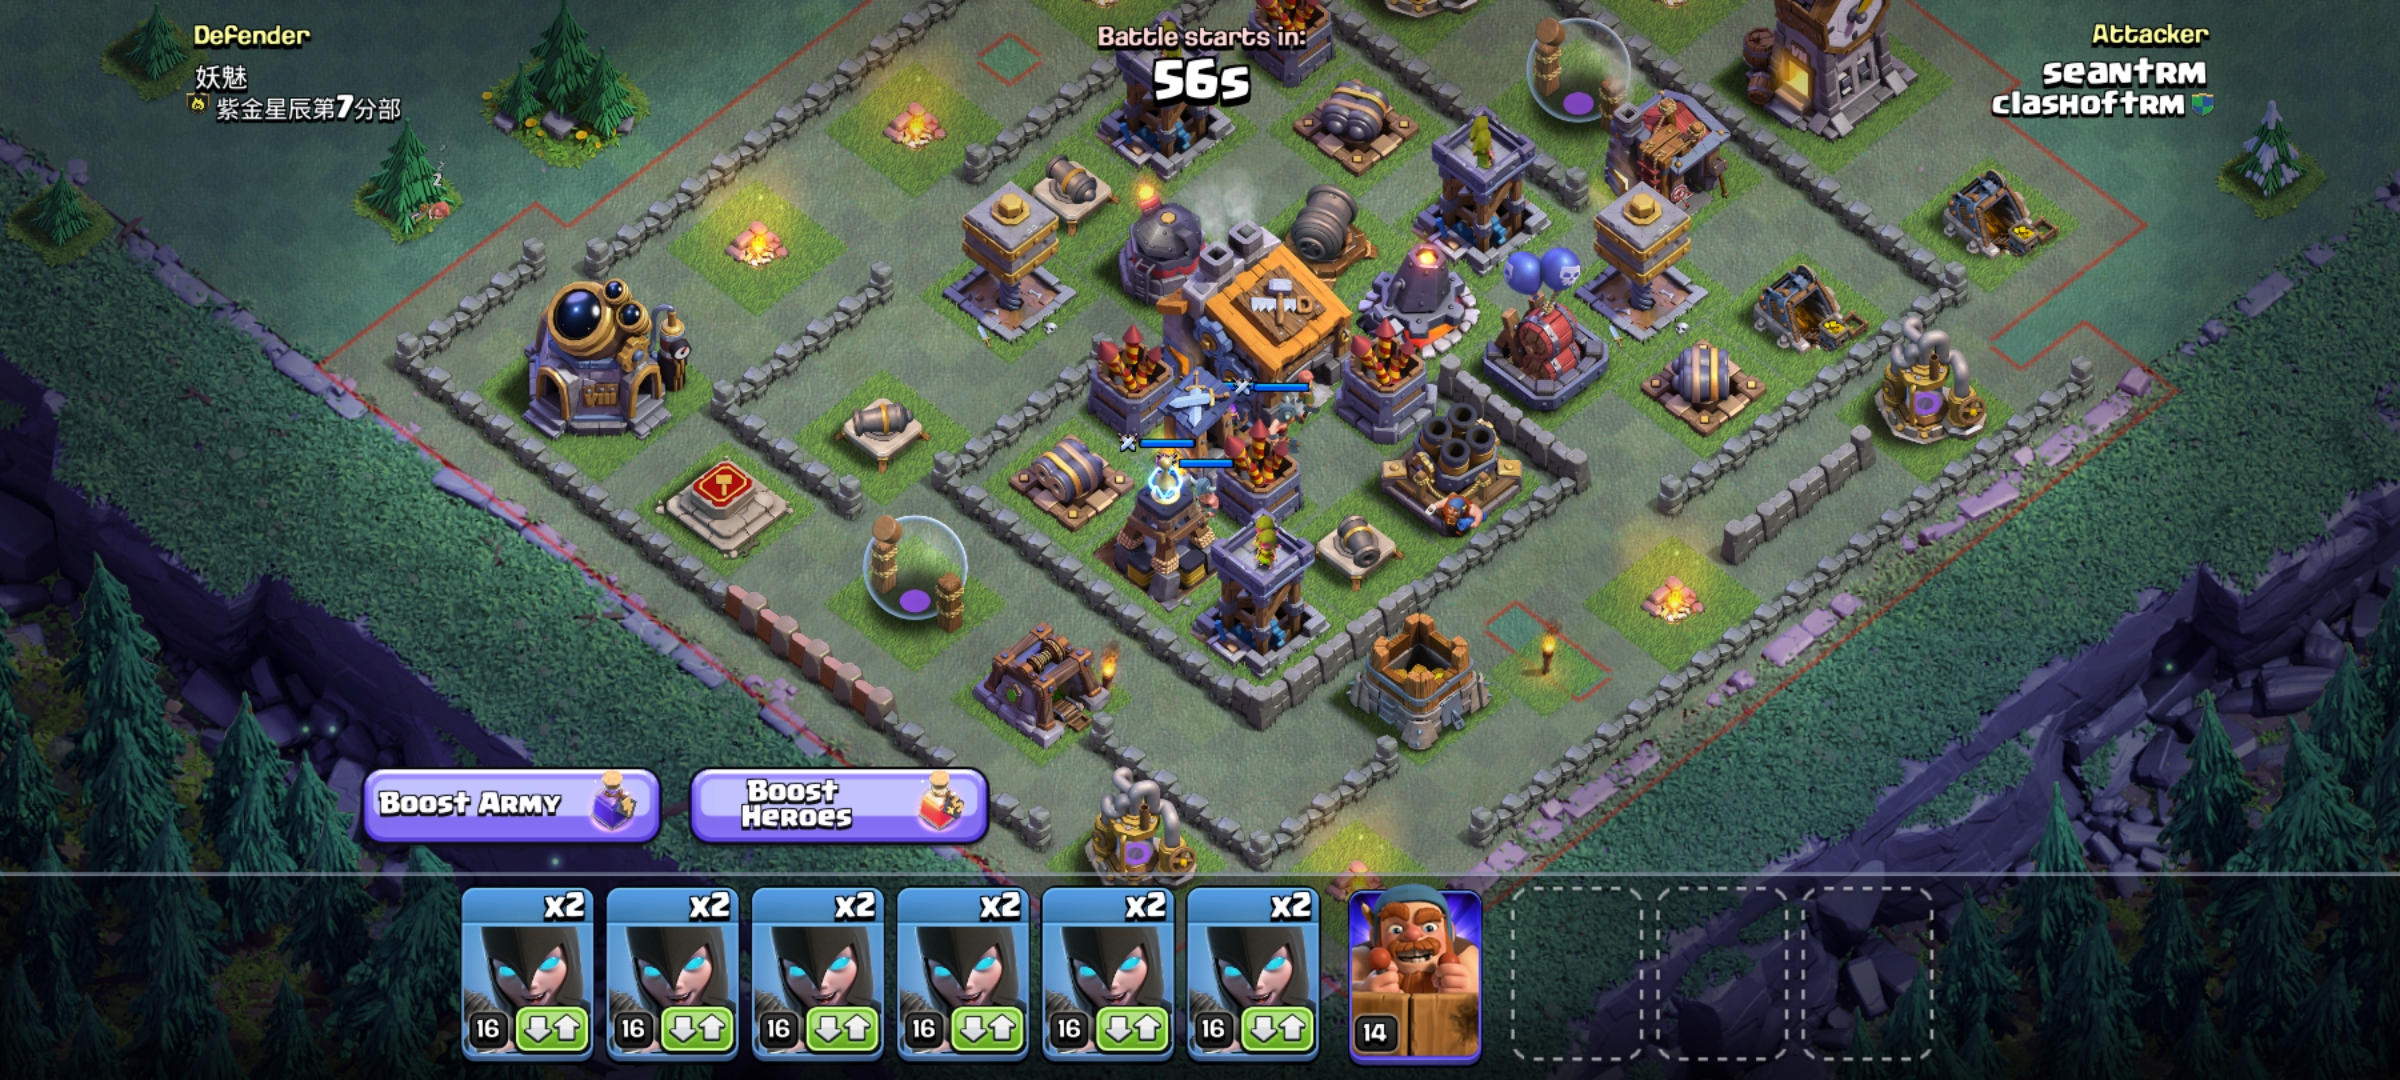 Defender
妖魅
紫金星辰第7分部
Battle starts in:
56s
Attacker
seantRM
clashoftRM
VIII
Boost Army
Boost
Heroes
x2
x2
x2
x2
x2
x2
16
16
16
16
16
16
14